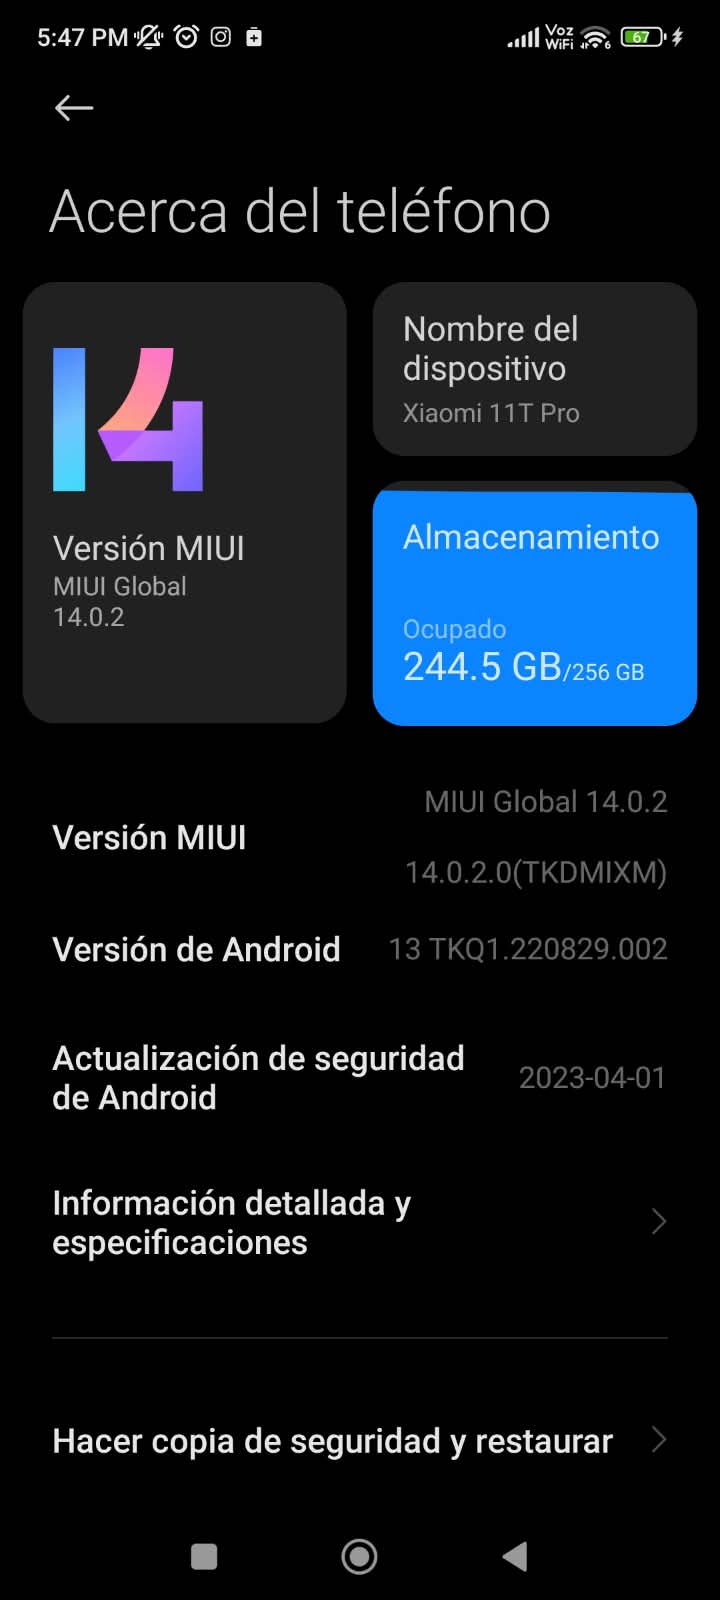 5:47 PM
Voz
WiFi
6
67
Acerca del teléfono
14
Versión MIUI
MIUI Global
14.0.2
Nombre del
dispositivo
Xiaomi 11T Pro
Almacenamiento
Ocupado
244.5 GB/256 GB
Versión MIUI
MIUI Global 14.0.2
14.0.2.0(TKDMIXM)
Versión de Android
13 TKQ1.220829.002
Actualización de seguridad
de Android
2023-04-01
Información detallada y
especificaciones
Hacer copia de seguridad y restaurar